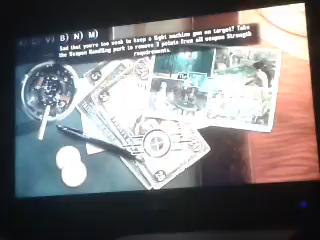 B) N) M)
Sad that you're too weak to keep a light machine gun on target? Take
the Weapon Handling perk to remove 3 points from all weapon Strength
requirements.